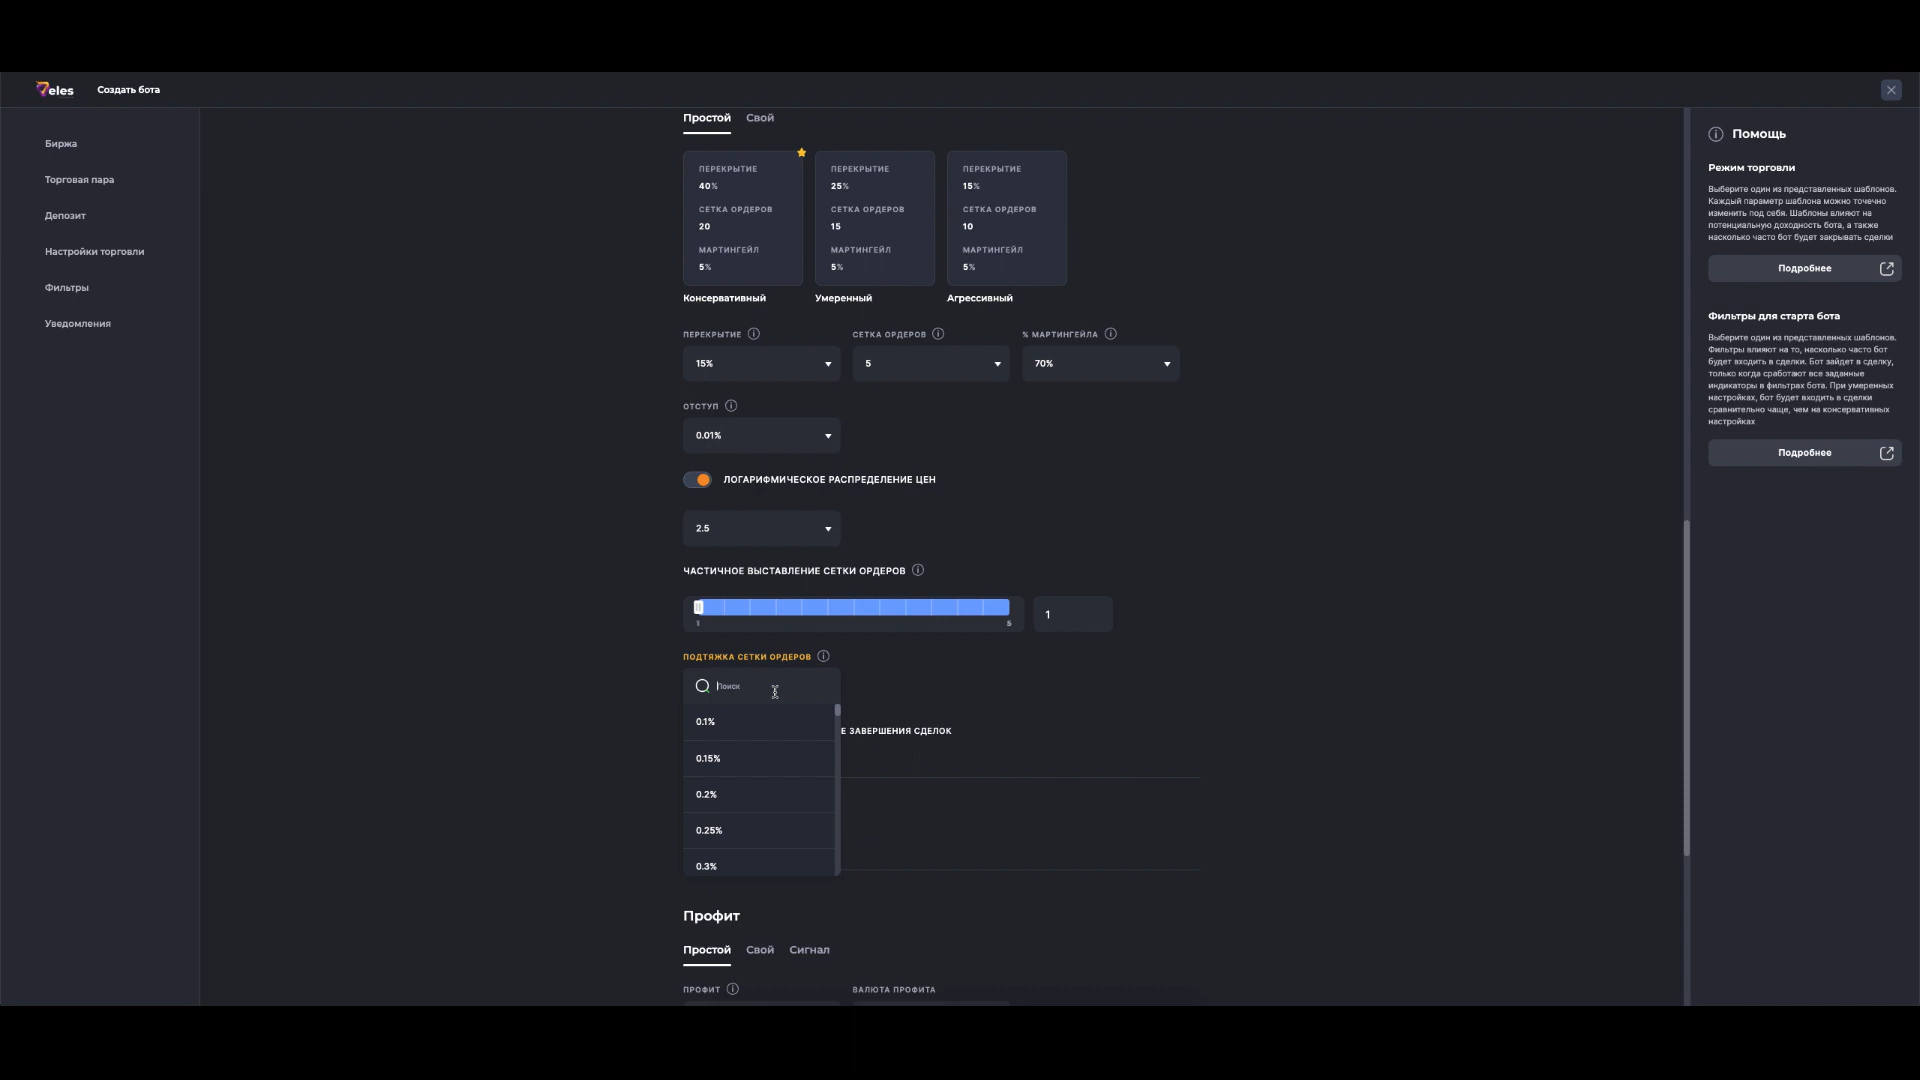 Veles
Создать бота
Биржа
Торговая пара
Депозит
Настройки торговли
Фильтры
Уведомления
Простой Свой
ПЕРЕКРЫТИЕ
40%
СЕТКА ОРДЕРОВ
20
МАРТИНГЕЙЛ
5%
Консервативный
ПЕРЕКРЫТИЕ
25%
СЕТКА ОРДЕРОВ
15
МАРТИНГЕЙЛ
5%
Умеренный
ПЕРЕКРЫТИЕ
15%
СЕТКА ОРДЕРОВ
10
МАРТИНГЕЙЛ
5%
Агрессивный
ПЕРЕКРЫТИЕ СЕТКА ОРДЕРОВ % МАРТИНГЕЙЛА
15% 5 70%
ОТСТУП
0.01%
ЛОГАРИФМИЧЕСКОЕ РАСПРЕДЕЛЕНИЕ ЦЕН
2.5
ЧАСТИЧНОЕ ВЫСТАВЛЕНИЕ СЕТКИ ОРДЕРОВ
1 5
1
ПОДТЯЖКА СЕТКИ ОРДЕРОВ
Поиск
0.1%
Е ЗАВЕРШЕНИЯ СДЕЛОК
0.15%
0.2%
0.25%
0.3%
Профит
Простой Свой Сигнал
ПРОФИТ ВАЛЮТА ПРОФИТА
Помощь
Режим торговли
Выберите один из представленных шаблонов.
Каждый параметр шаблона можно точечно
изменить под себя. Шаблоны влияют на
потенциальную доходность бота, а также
насколько часто бот будет закрывать сделки
Подробнее
Фильтры для старта бота
Выберите один из представленных шаблонов.
Фильтры влияют на то, насколько часто бот
будет входить в сделки. Бот зайдет в сделку,
только когда сработают все заданные
индикаторы в фильтрах бота. При умеренных
настройках, бот будет входить в сделки
сравнительно чаще, чем на консервативных
настройках
Подробнее